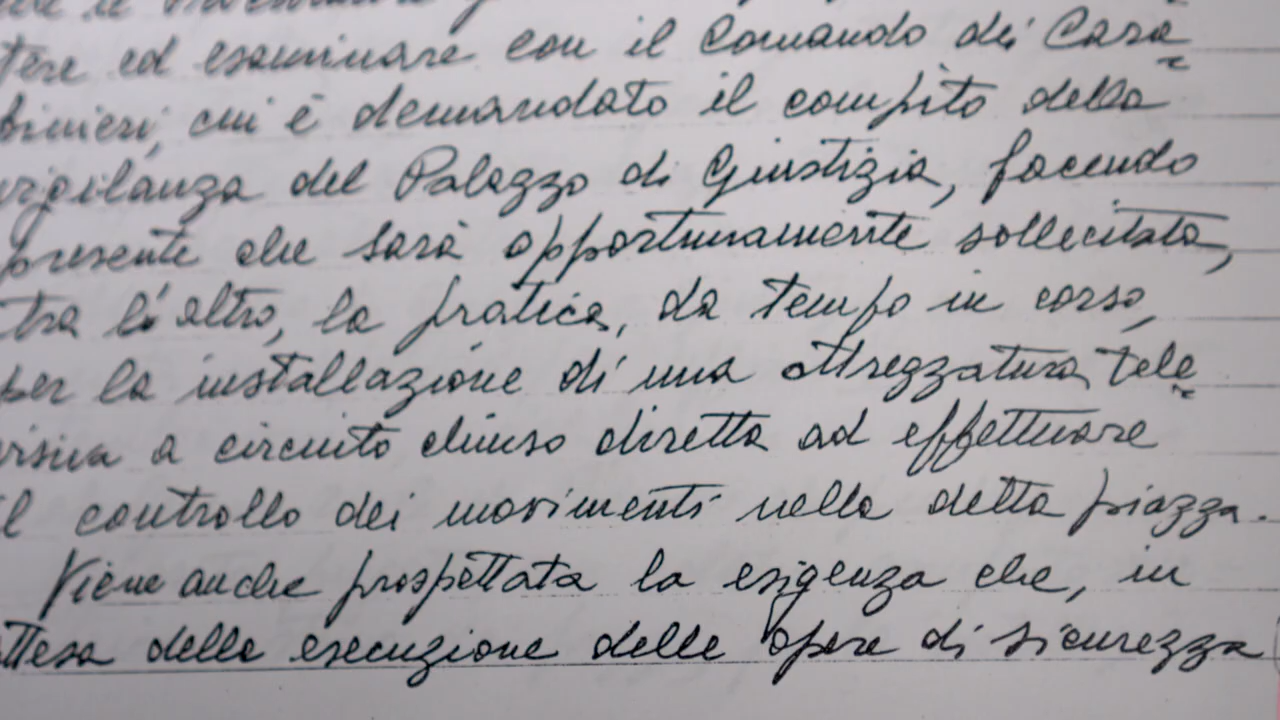 tere ed esaminare con il Comando dei Cara=
binieri, cui è demandato il compito della
vigilanza del Palazzo di Giustizia, facendo
presente che sarà opportunamente sollecitata,
tra l'altro, la pratica, da tempo in corso,
per la installazione di una attrezzatura tele=
visiva a circuito chiuso diretta ad effettuare
il controllo dei movimenti nella detta piazza.
Viene anche prospettata la esigenza che, in
attesa della esecuzione delle opere di sicurezza